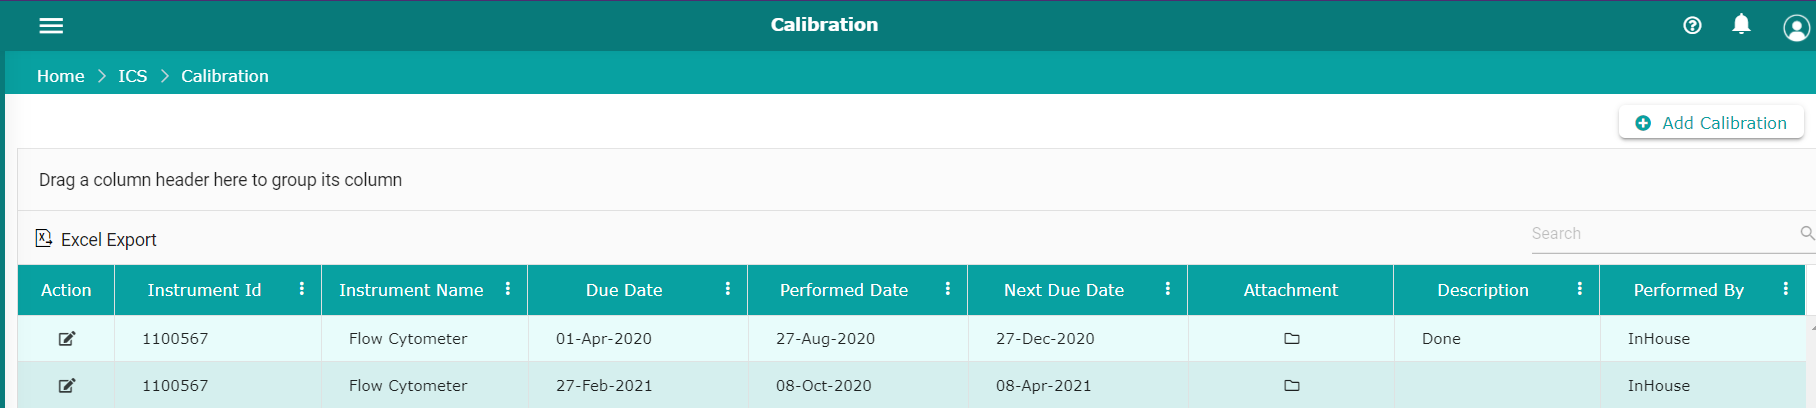 Calibration
Home > ICS > Calibration
Add Calibration
Drag a column header here to group its column
Excel Export Search
Action Instrument Id Instrument Name Due Date Performed Date Next Due Date Attachment Description Performed By
1100567 Flow Cytometer 01-Apr-2020 27-Aug-2020 27-Dec-2020 Done InHouse
1100567 Flow Cytometer 27-Feb-2021 08-Oct-2020 08-Apr-2021 InHouse